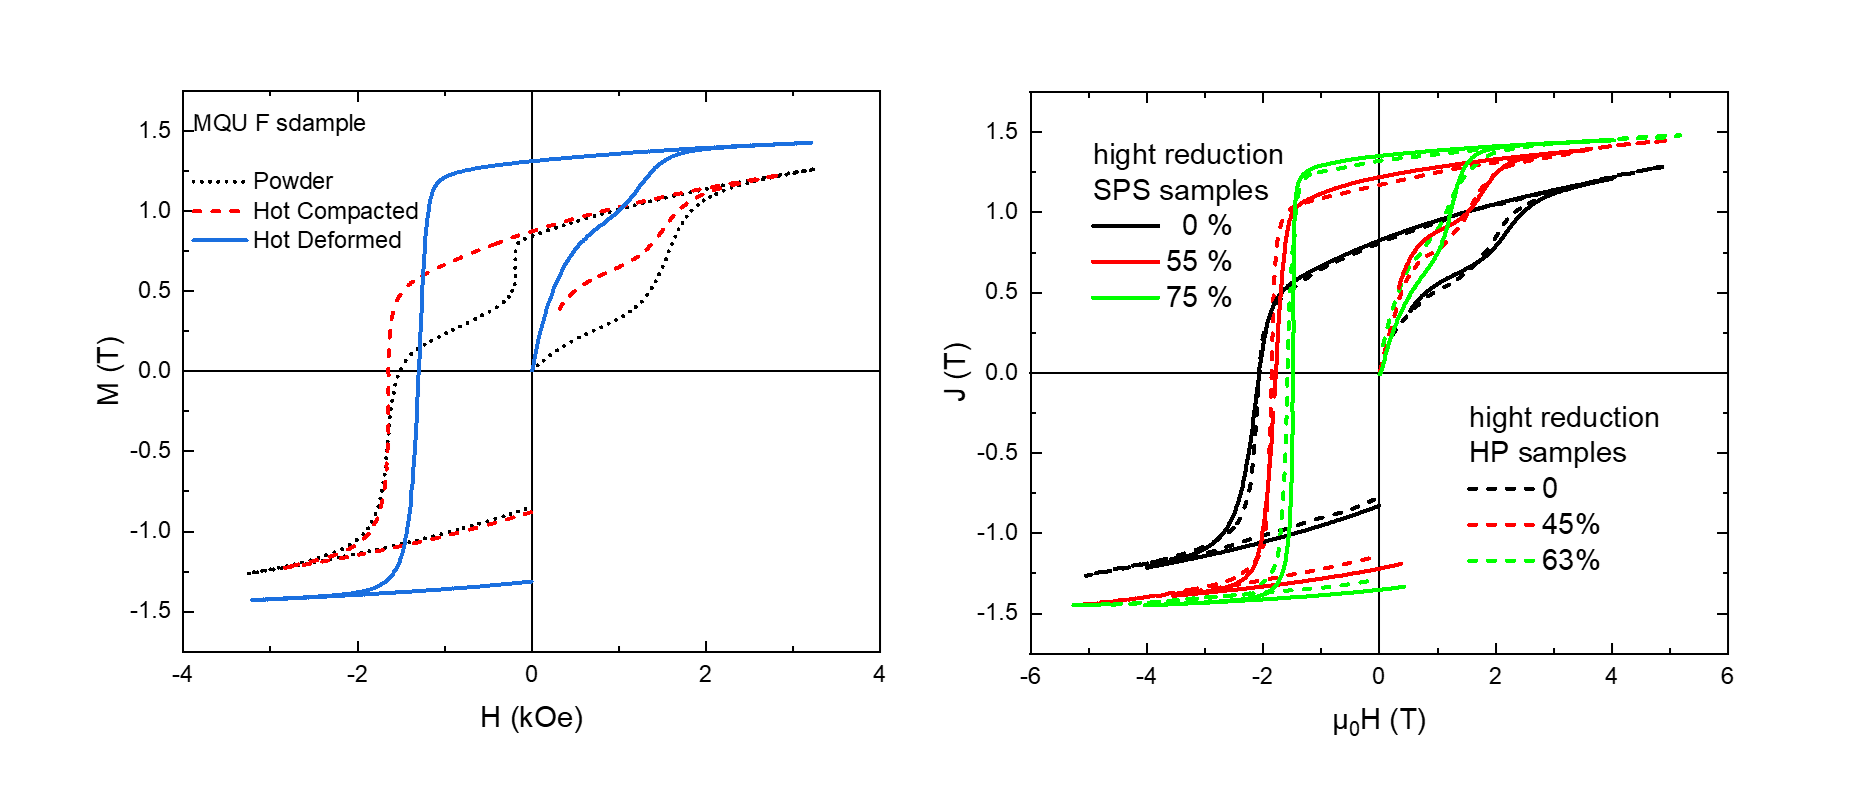 MQU F sdample
Powder
Hot Compacted
Hot Deformed
1.5
1.0
0.5
0.0
-0.5
-1.0
-1.5
M (T)
-4
-2
0
2
4
H (kOe)
hight reduction
SPS samples
0 %
55 %
75 %
hight reduction
HP samples
0
45%
63%
1.5
1.0
0.5
0.0
-0.5
-1.0
-1.5
J (T)
-6
-4
-2
0
2
4
6
μ₀H (T)